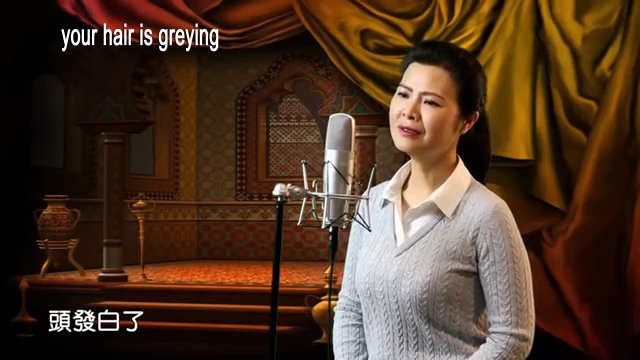 your hair is greying
頭發白了